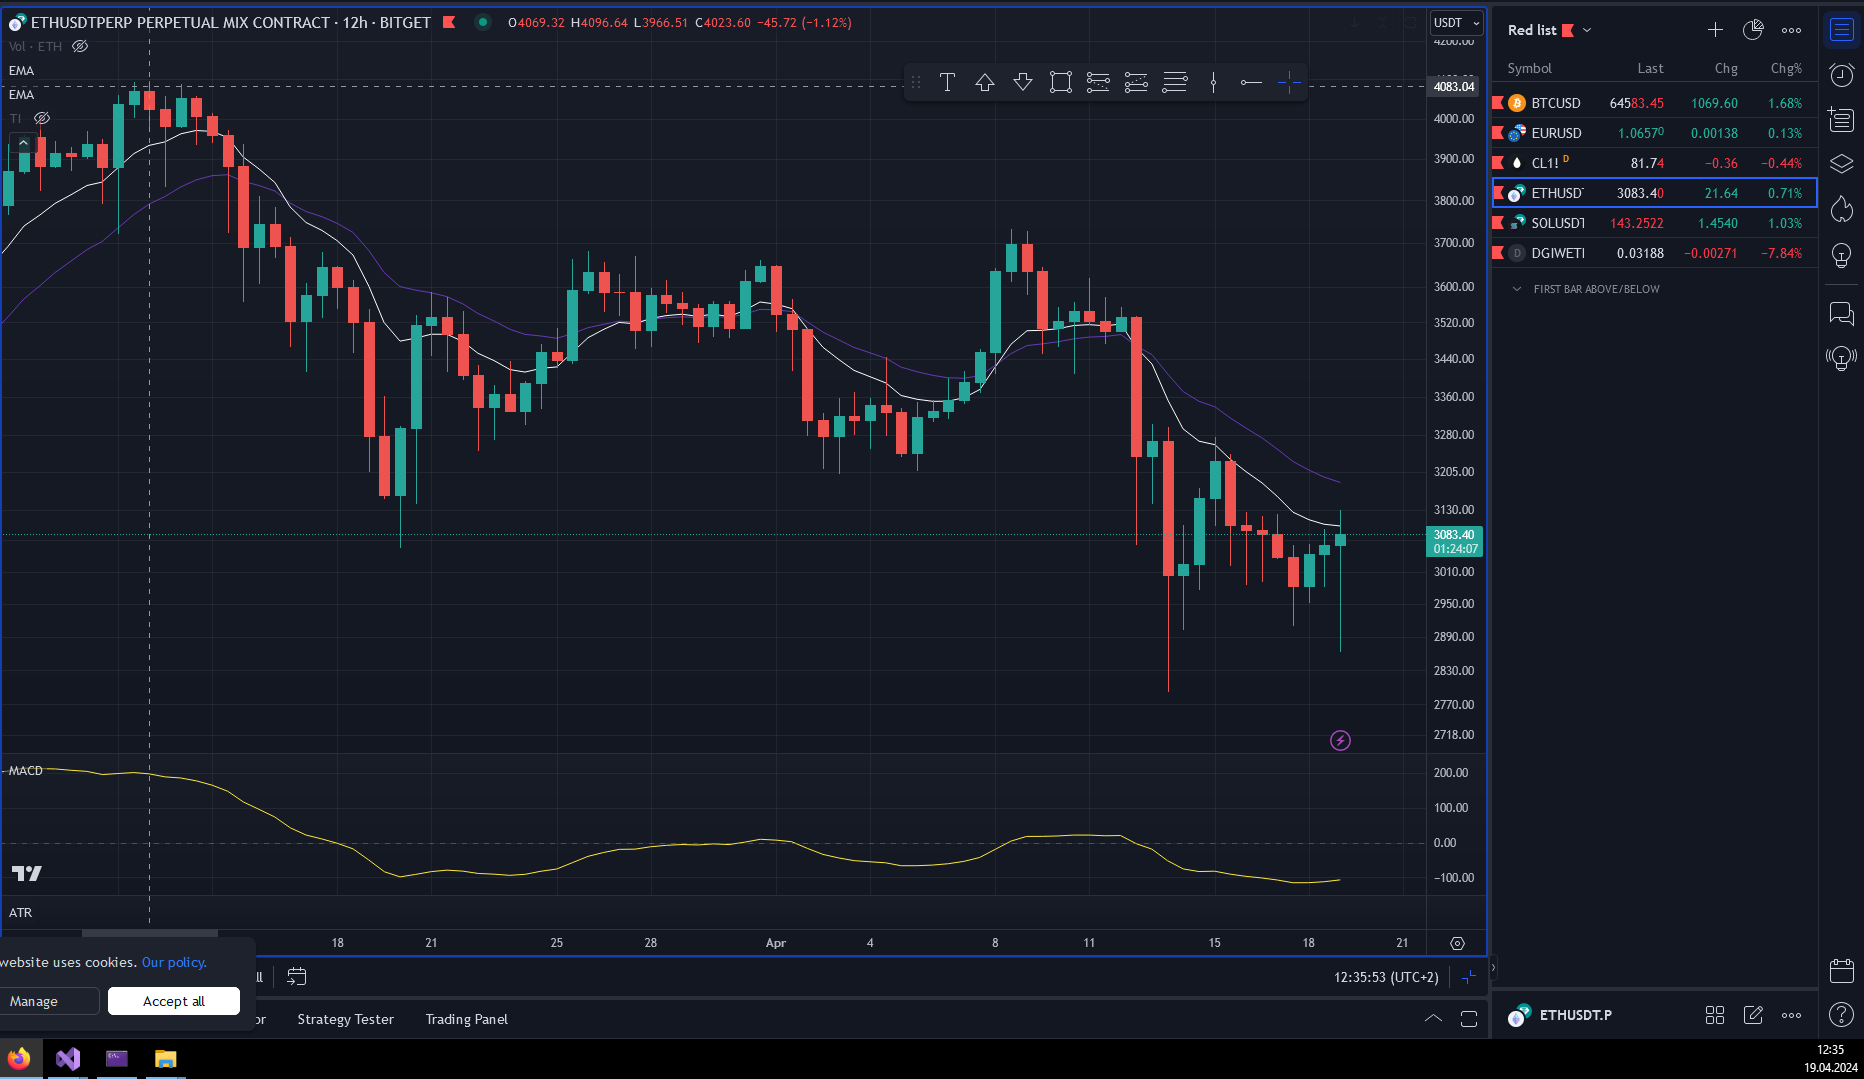 ETHUSDTPERP PERPETUAL MIX CONTRACT · 12h · BITGET O4069.32 H4096.64 L3966.51 C4023.60 −45.72 (−1.12%)
Vol · ETH
EMA
EMA
TI
USDT
4200.00
4083.04
4000.00
3900.00
3800.00
3700.00
3600.00
3520.00
3440.00
3360.00
3280.00
3205.00
3130.00
3083.40
01:24:07
3010.00
2950.00
2890.00
2830.00
2770.00
2718.00
MACD
200.00
100.00
0.00
−100.00
ATR
18 21 25 28 Apr 4 8 11 15 18 21
website uses cookies. Our policy.
Manage
Accept all
12:35:53 (UTC+2)
Strategy Tester
Trading Panel
Red list
Symbol Last Chg Chg%
BTCUSD 64583.45 1069.60 1.68%
EURUSD 1.06570 0.00138 0.13%
CL1! D 81.74 −0.36 −0.44%
ETHUSDT 3083.40 21.64 0.71%
SOLUSDT 143.2522 1.4540 1.03%
D DGIWETI 0.03188 −0.00271 −7.84%
FIRST BAR ABOVE/BELOW
ETHUSDT.P
12:35
19.04.2024